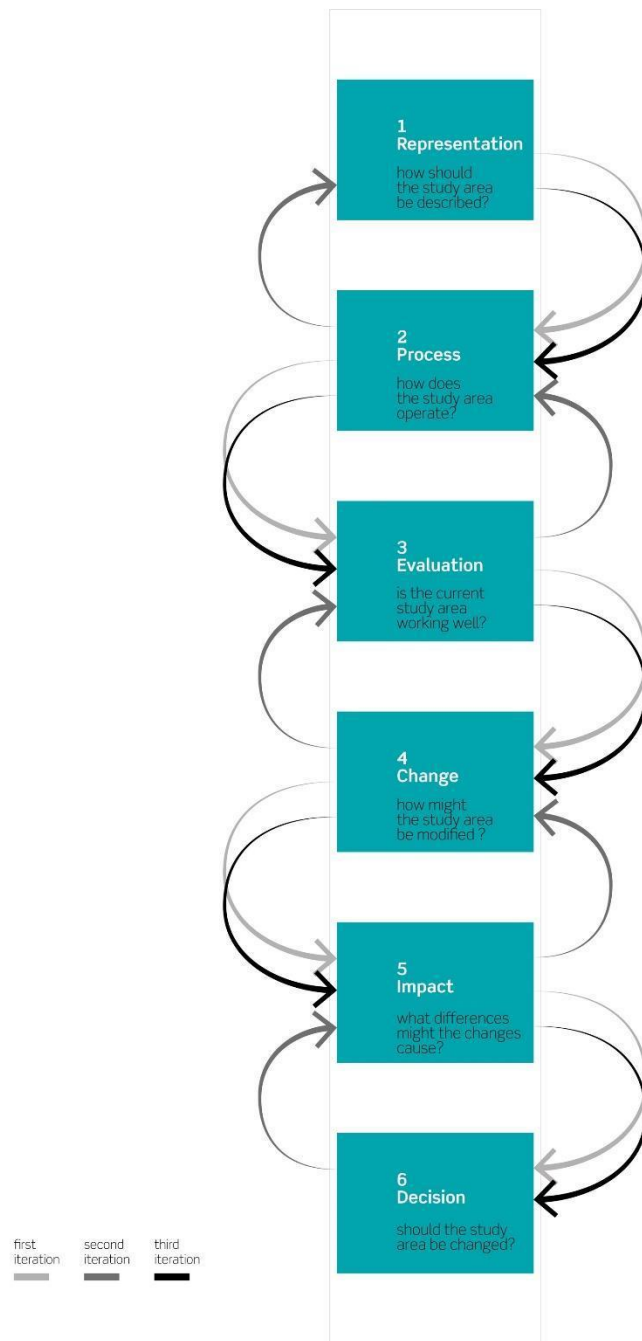 1
Representation
how should
the study area
be described?
2
Process
how does
the study area
operate?
3
Evaluation
is the current
study area
working well?
4
Change
how might
the study area
be modified ?
5
Impact
what differences
might the changes
cause?
6
Decision
should the study
area be changed?
first
iteration
second
iteration
third
iteration